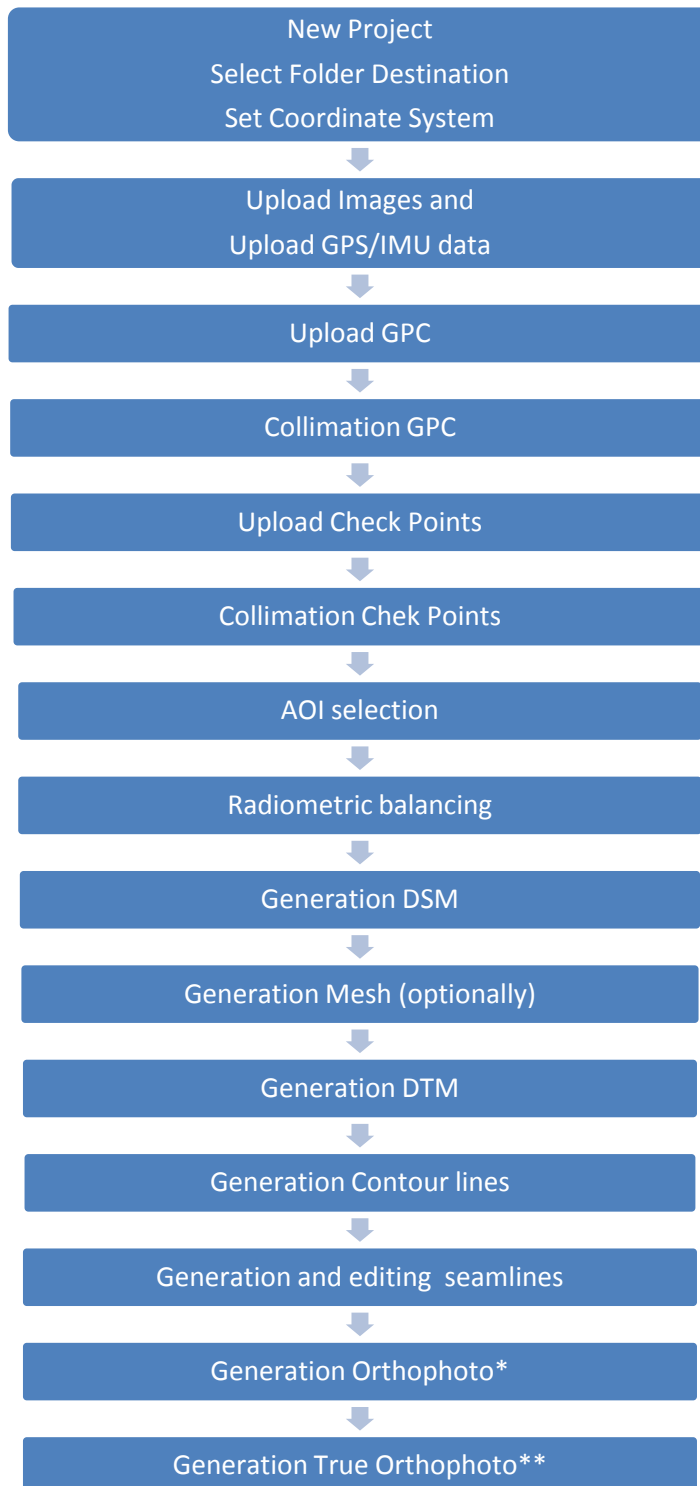 New Project
Select Folder Destination
Set Coordinate System
Upload Images and
Upload GPS/IMU data
Upload GPC
Collimation GPC
Upload Check Points
Collimation Chek Points
AOI selection
Radiometric balancing
Generation DSM
Generation Mesh (optionally)
Generation DTM
Generation Contour lines
Generation and editing  seamlines
Generation Orthophoto*
Generation True Orthophoto**